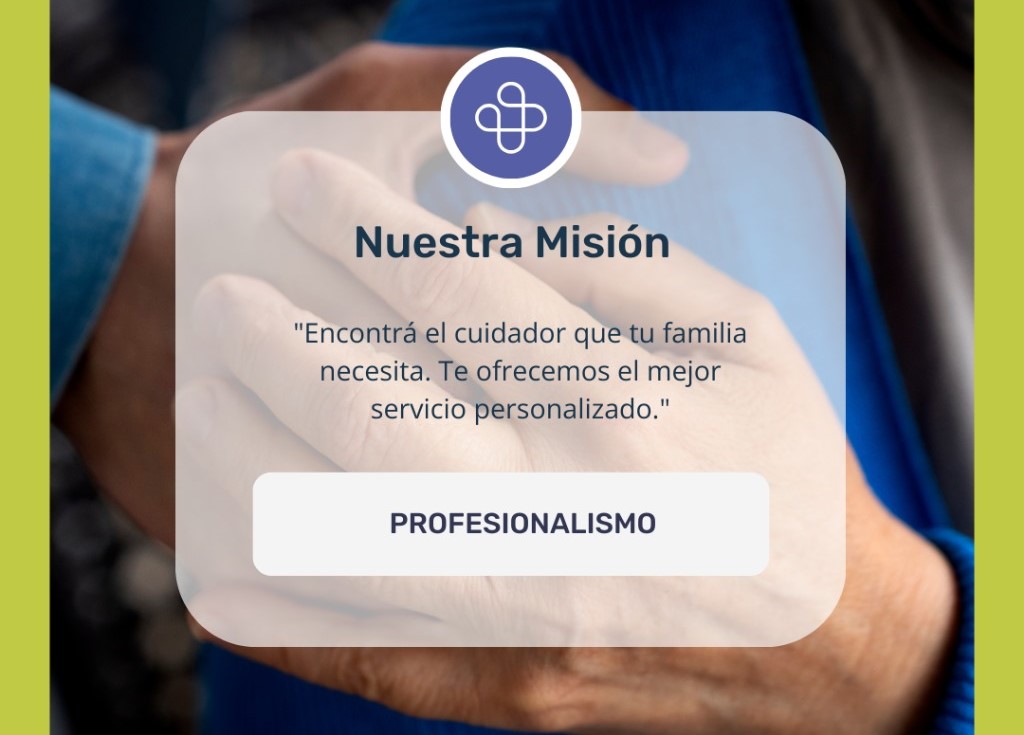 Nuestra Misión
"Encontrá el cuidador que tu familia
necesita. Te ofrecemos el mejor
servicio personalizado."
PROFESIONALISMO